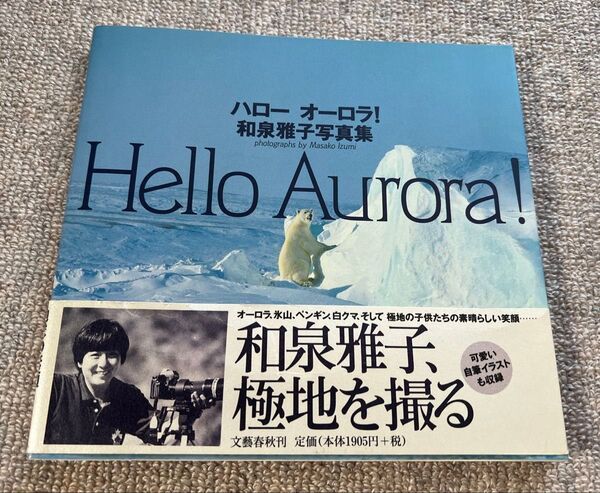 ハロー オーロラ!
和泉雅子写真集
photographs by Masako Izumi
Hello Aurora!
オーロラ、氷山、ペンギン、白クマ、そして 極地の子供たちの素晴らしい笑顔……
和泉雅子、
極地を撮る
可愛い
自筆イラスト
も収録
文藝春秋刊 定価(本体1905円+税)